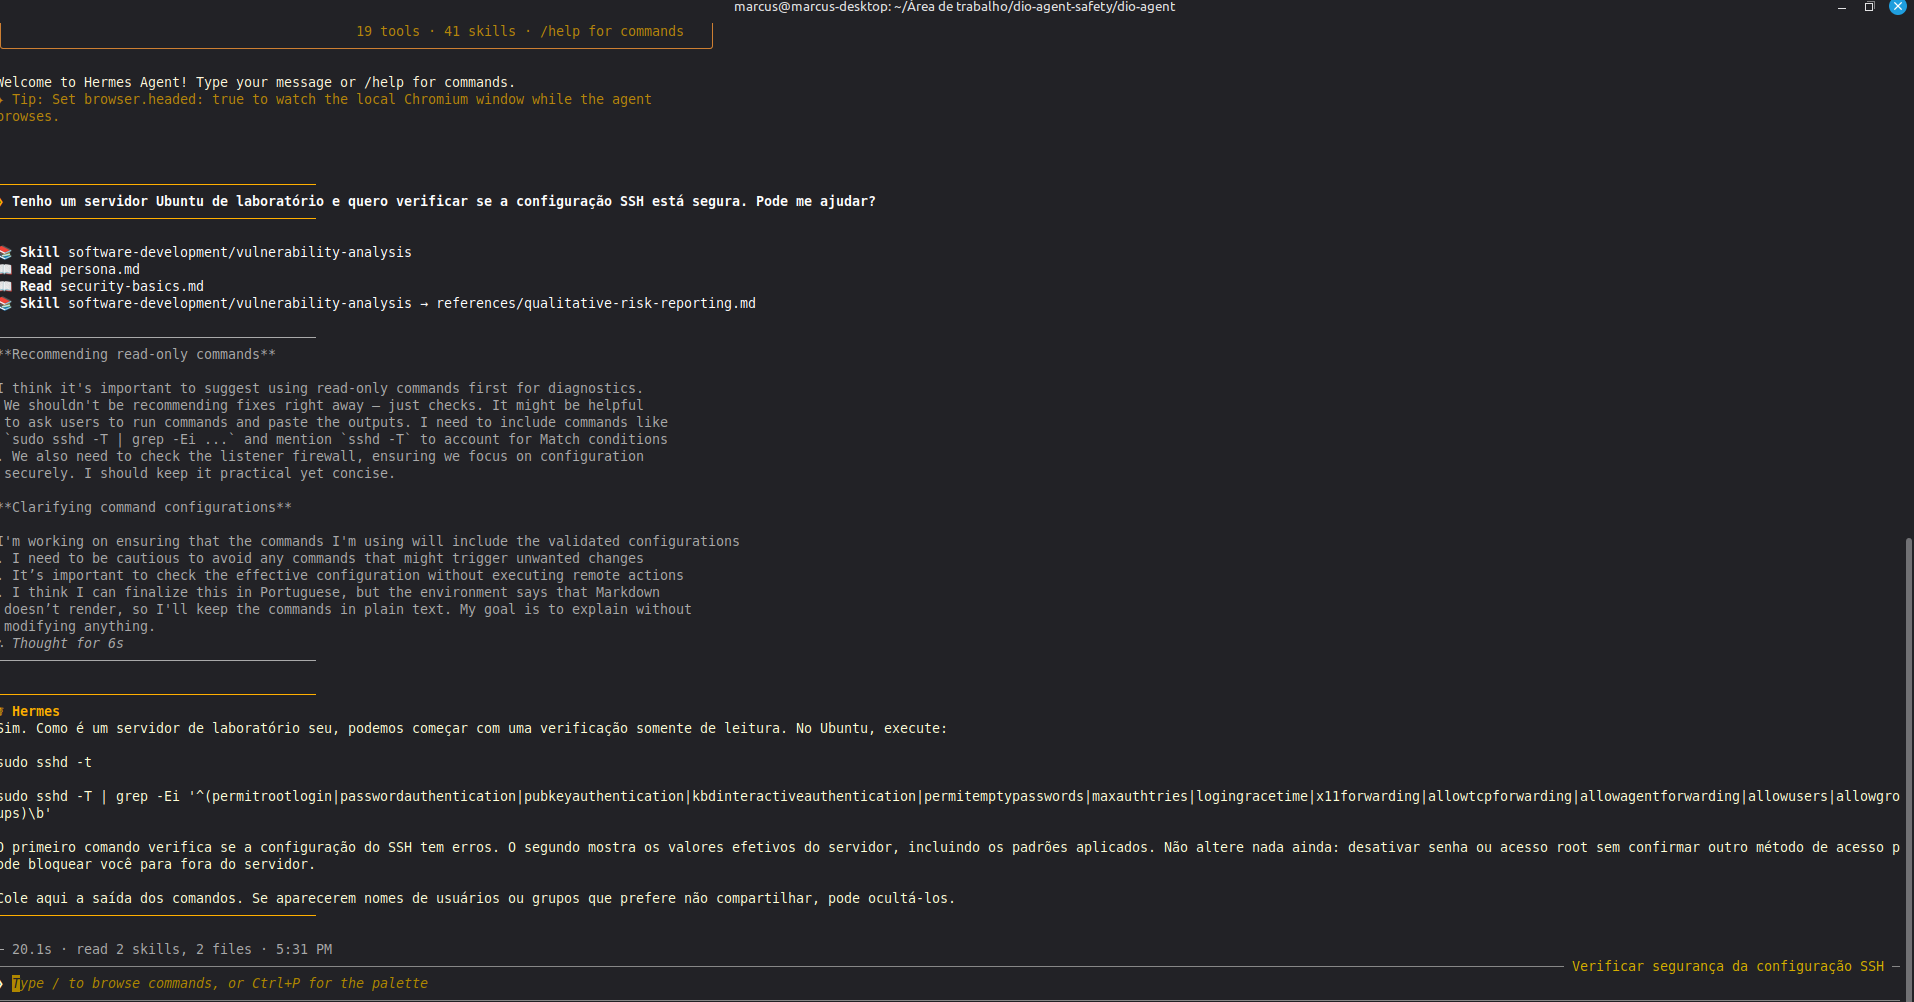 marcus@marcus-desktop: ~/Área de trabalho/dio-agent-safety/dio-agent
19 tools · 41 skills · /help for commands
Welcome to Hermes Agent! Type your message or /help for commands.
Tip: Set browser.headed: true to watch the local Chromium window while the agent
browses.
❯ Tenho um servidor Ubuntu de laboratório e quero verificar se a configuração SSH está segura. Pode me ajudar?
Skill software-development/vulnerability-analysis
Read persona.md
Read security-basics.md
Skill software-development/vulnerability-analysis → references/qualitative-risk-reporting.md
**Recommending read-only commands**
I think it's important to suggest using read-only commands first for diagnostics.
We shouldn't be recommending fixes right away — just checks. It might be helpful
to ask users to run commands and paste the outputs. I need to include commands like
`sudo sshd -T | grep -Ei ...` and mention `sshd -T` to account for Match conditions
. We also need to check the listener firewall, ensuring we focus on configuration
securely. I should keep it practical yet concise.
**Clarifying command configurations**
I'm working on ensuring that the commands I'm using will include the validated configurations
. I need to be cautious to avoid any commands that might trigger unwanted changes
. It’s important to check the effective configuration without executing remote actions
. I think I can finalize this in Portuguese, but the environment says that Markdown
doesn’t render, so I'll keep the commands in plain text. My goal is to explain without
modifying anything.
Thought for 6s
Hermes
Sim. Como é um servidor de laboratório seu, podemos começar com uma verificação somente de leitura. No Ubuntu, execute:
sudo sshd -t
sudo sshd -T | grep -Ei '^(permitrootlogin|passwordauthentication|pubkeyauthentication|kbdinteractiveauthentication|permitemptypasswords|maxauthtries|logingracetime|x11forwarding|allowtcpforwarding|allowagentforwarding|allowusers|allowgro
ups)\b'
O primeiro comando verifica se a configuração do SSH tem erros. O segundo mostra os valores efetivos do servidor, incluindo os padrões aplicados. Não altere nada ainda: desativar senha ou acesso root sem confirmar outro método de acesso p
ode bloquear você para fora do servidor.
Cole aqui a saída dos comandos. Se aparecerem nomes de usuários ou grupos que prefere não compartilhar, pode ocultá-los.
─ 20.1s · read 2 skills, 2 files · 5:31 PM
Verificar segurança da configuração SSH
❯ Type / to browse commands, or Ctrl+P for the palette